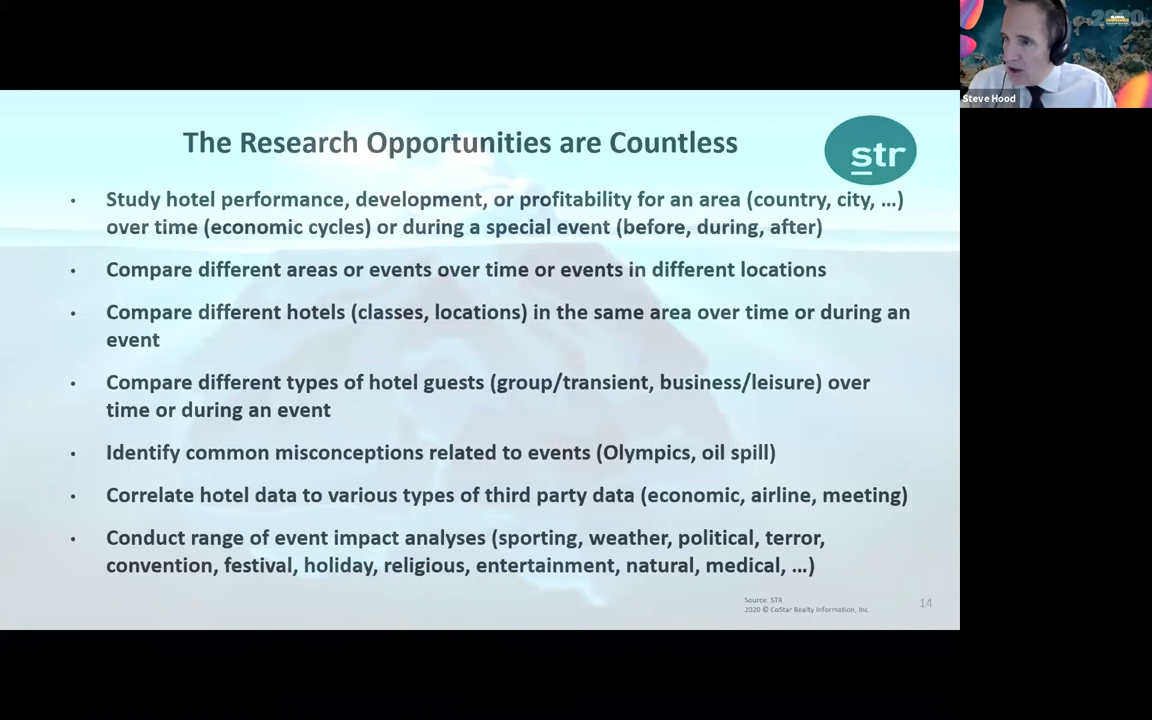 2020
Steve Hood
The Research Opportunities are Countless
str
• Study hotel performance, development, or profitability for an area (country, city, ...)
over time (economic cycles) or during a special event (before, during, after)
• Compare different areas or events over time or events in different locations
• Compare different hotels (classes, locations) in the same area over time or during an
event
• Compare different types of hotel guests (group/transient, business/leisure) over
time or during an event
• Identify common misconceptions related to events (Olympics, oil spill)
• Correlate hotel data to various types of third party data (economic, airline, meeting)
• Conduct range of event impact analyses (sporting, weather, political, terror,
convention, festival, holiday, religious, entertainment, natural, medical, ...)
Source: STR
2020 © CoStar Realty Information, Inc.
14